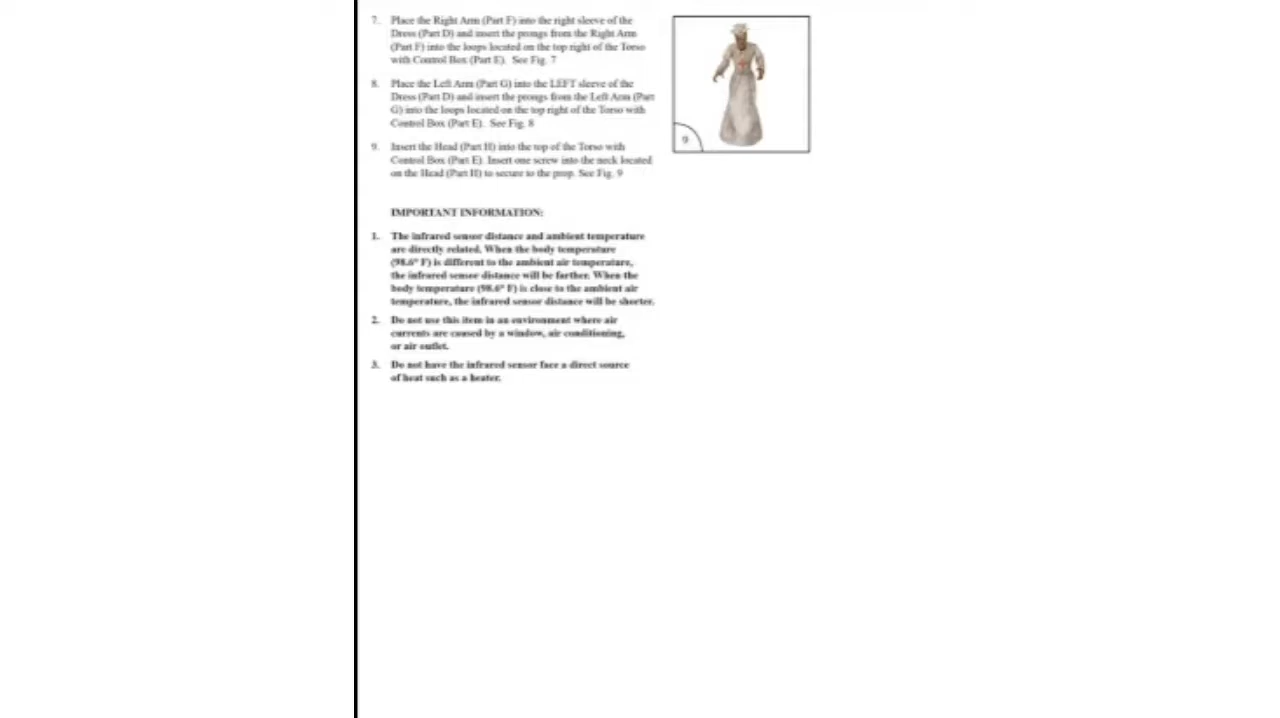 7. Place the Right Arm (Part F) into the right sleeve of the
Dress (Part D) and insert the prongs from the Right Arm
(Part F) into the loops located on the top right of the Torso
with Control Box (Part E). See Fig. 7
8. Place the Left Arm (Part G) into the LEFT sleeve of the
Dress (Part D) and insert the prongs from the Left Arm (Part
G) into the loops located on the top right of the Torso with
Control Box (Part E). See Fig. 8
9. Insert the Head (Part H) into the top of the Torso with
Control Box (Part E). Insert one screw into the neck located
on the Head (Part H) to secure to the prop. See Fig. 9
9
IMPORTANT INFORMATION:
1. The infrared sensor distance and ambient temperature
are directly related. When the body temperature
(98.6° F) is different to the ambient air temperature,
the infrared sensor distance will be farther. When the
body temperature (98.6° F) is close to the ambient air
temperature, the infrared sensor distance will be shorter.
2. Do not use this item in an environment where air
currents are caused by a window, air conditioning,
or air outlet.
3. Do not have the infrared sensor face a direct source
of heat such as a heater.